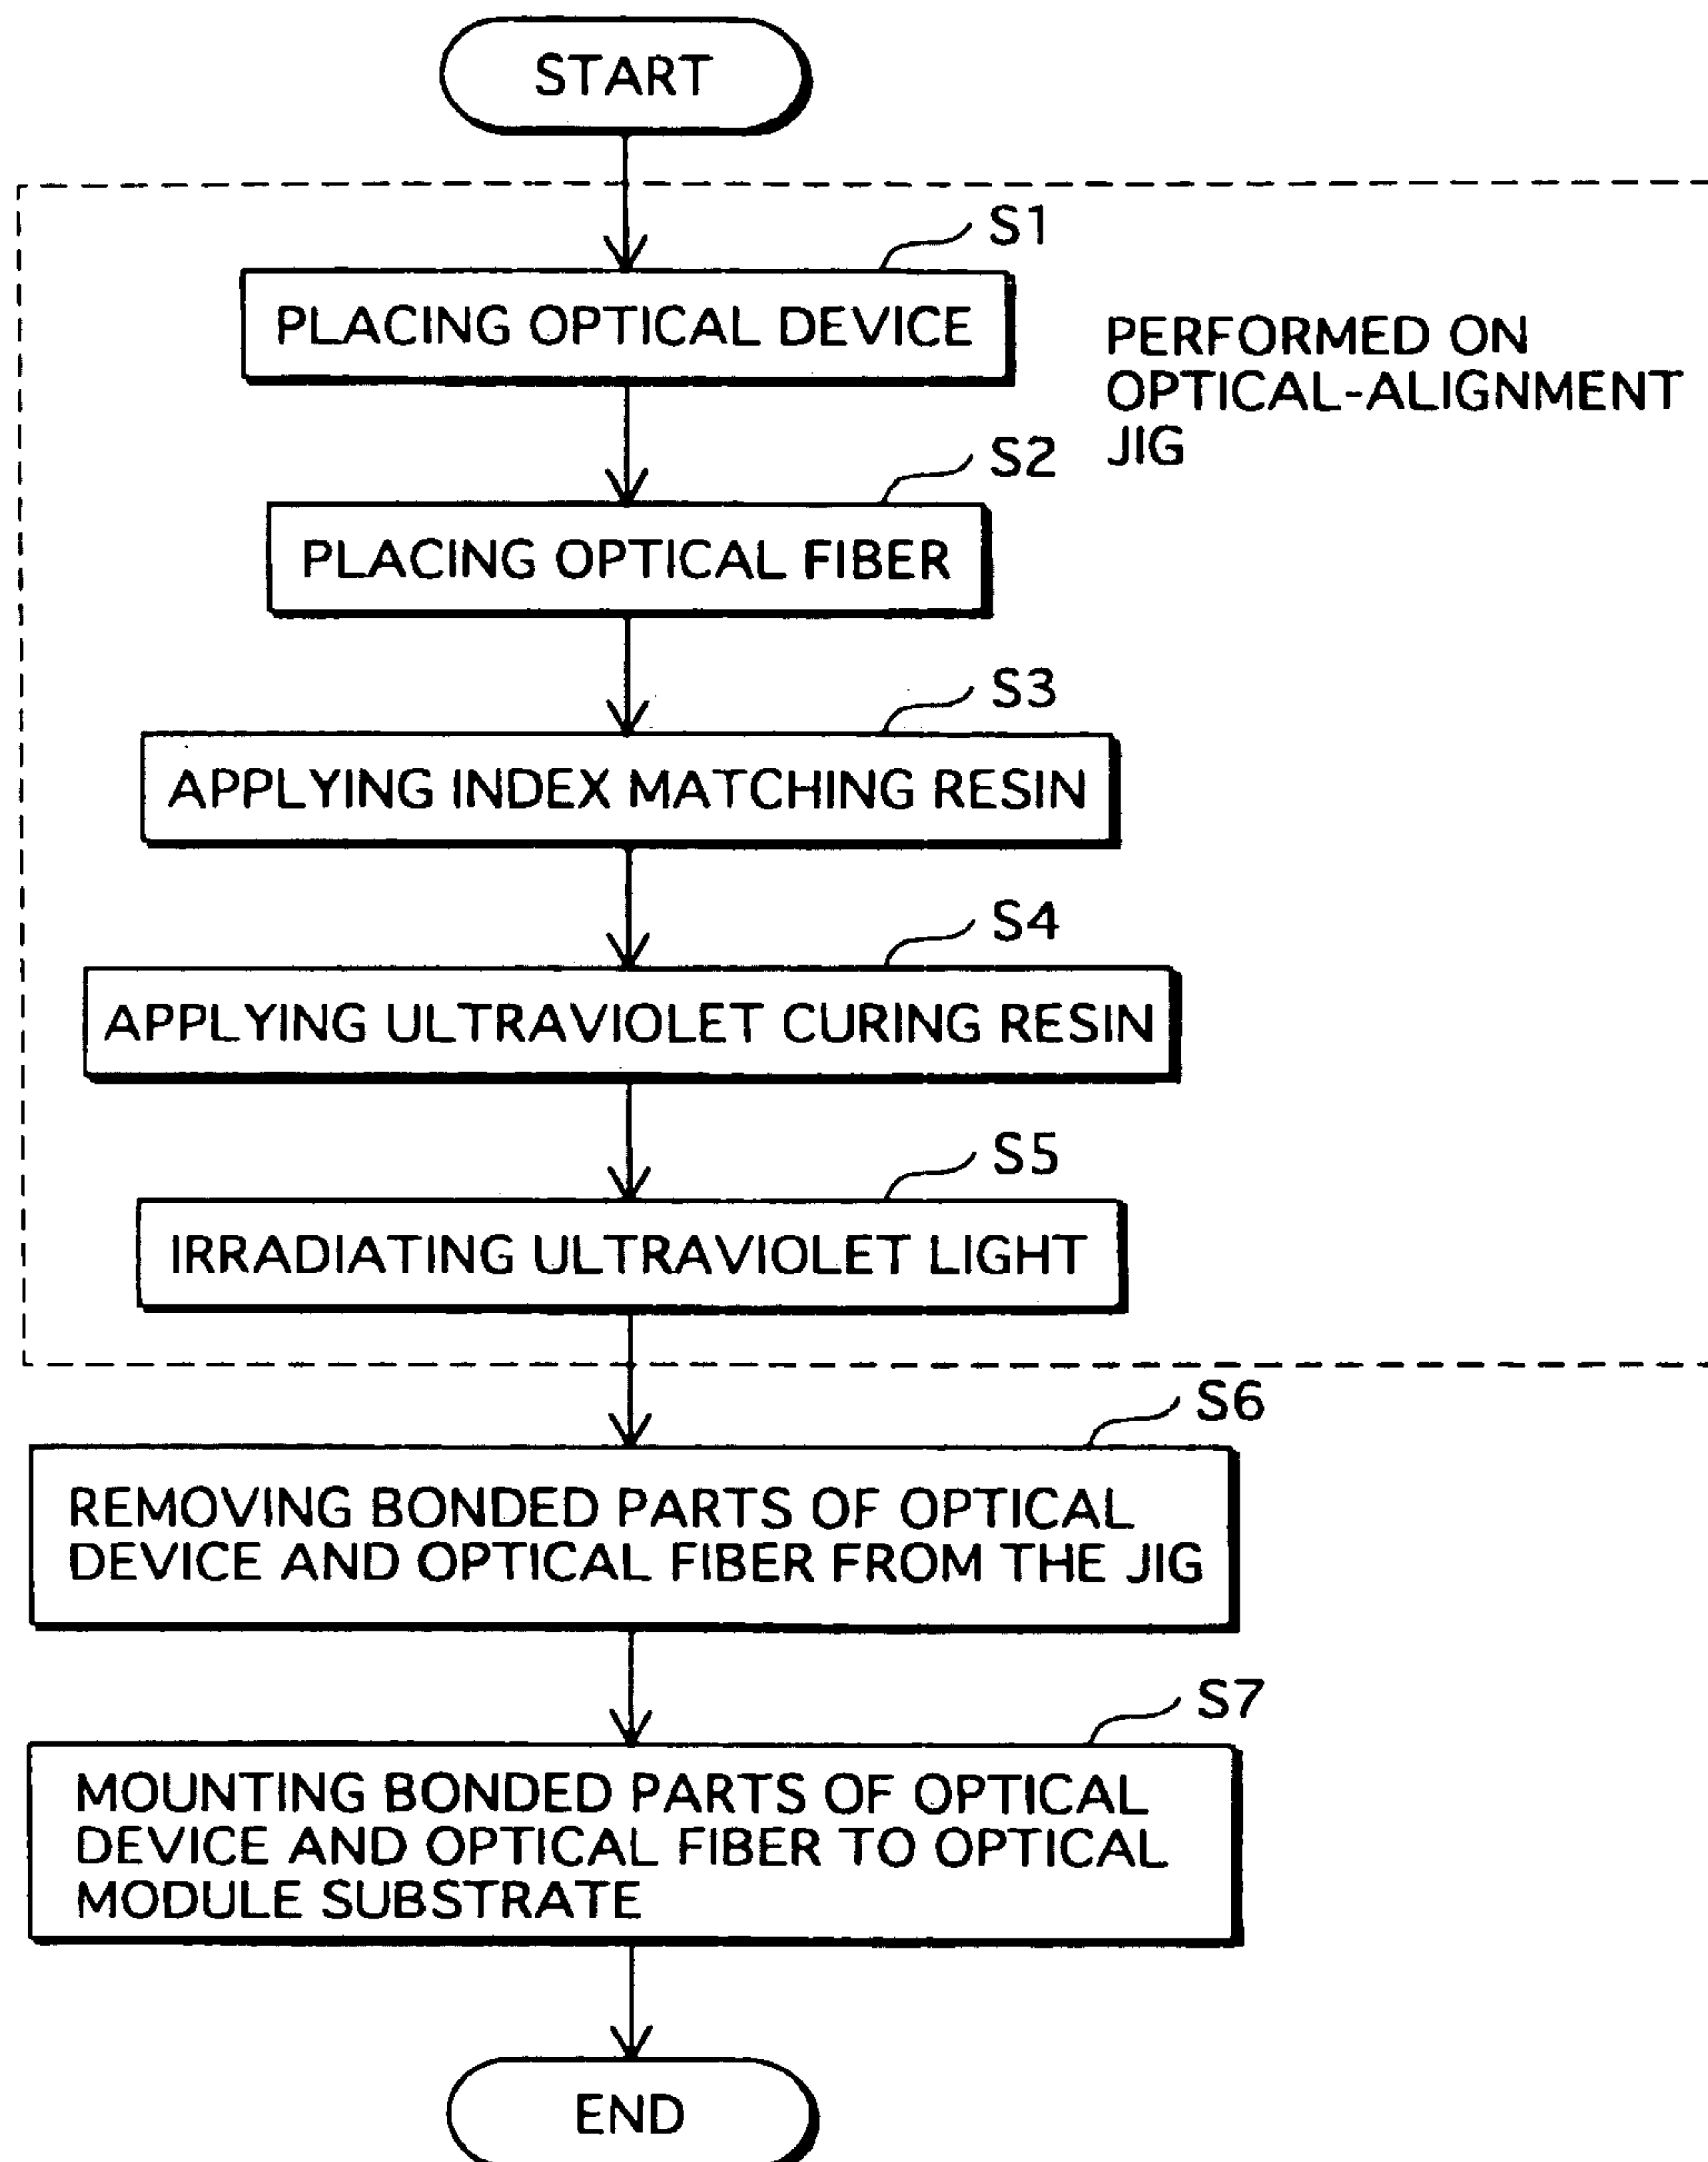 START
S1
PLACING OPTICAL DEVICE
PERFORMED ON
OPTICAL-ALIGNMENT
JIG
S2
PLACING OPTICAL FIBER
S3
APPLYING INDEX MATCHING RESIN
S4
APPLYING ULTRAVIOLET CURING RESIN
S5
IRRADIATING ULTRAVIOLET LIGHT
S6
REMOVING BONDED PARTS OF OPTICAL
DEVICE AND OPTICAL FIBER FROM THE JIG
S7
MOUNTING BONDED PARTS OF OPTICAL
DEVICE AND OPTICAL FIBER TO OPTICAL
MODULE SUBSTRATE
END